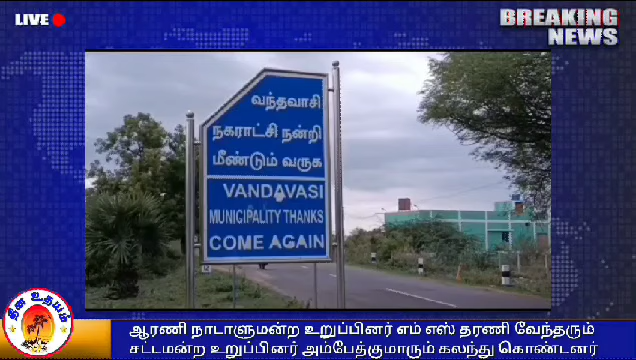 LIVE
BREAKING
NEWS
வந்தவாசி
நகராட்சி நன்றி
மீண்டும் வருக
VANDAVASI
MUNICIPALITY THANKS
COME AGAIN
தின உதயம்
ஆரணி நாடாளுமன்ற உறுப்பினர் எம் எஸ் தரணி வேந்தரும்
சட்டமன்ற உறுப்பினர் அம்பேத்குமாரும் கலந்து கொண்டனர்